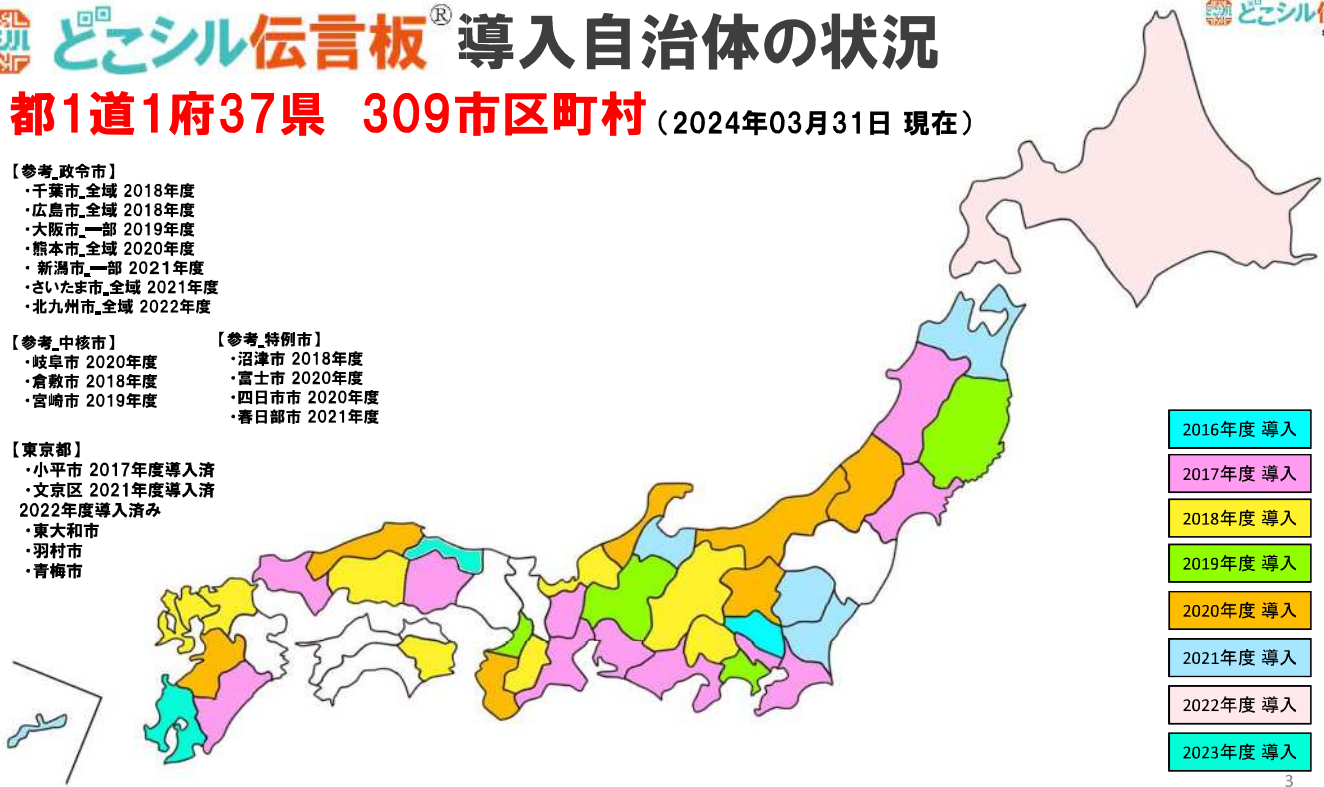 どこシル伝言板®導入自治体の状況
どこシル
都1道1府37県 309市区町村（2024年03月31日 現在）
【参考_政令市】
・千葉市_全域 2018年度
・広島市_全域 2018年度
・大阪市_一部 2019年度
・熊本市_全域 2020年度
・ 新潟市_一部 2021年度
・さいたま市_全域 2021年度
・北九州市_全域 2022年度
【参考_中核市】
・岐阜市 2020年度
・倉敷市 2018年度
・宮崎市 2019年度
【参考_特例市】
・沼津市 2018年度
・富士市 2020年度
・四日市市 2020年度
・春日部市 2021年度
【東京都】
・小平市 2017年度導入済
・文京区 2021年度導入済
2022年度導入済み
・東大和市
・羽村市
・青梅市
2016年度 導入
2017年度 導入
2018年度 導入
2019年度 導入
2020年度 導入
2021年度 導入
2022年度 導入
2023年度 導入
3